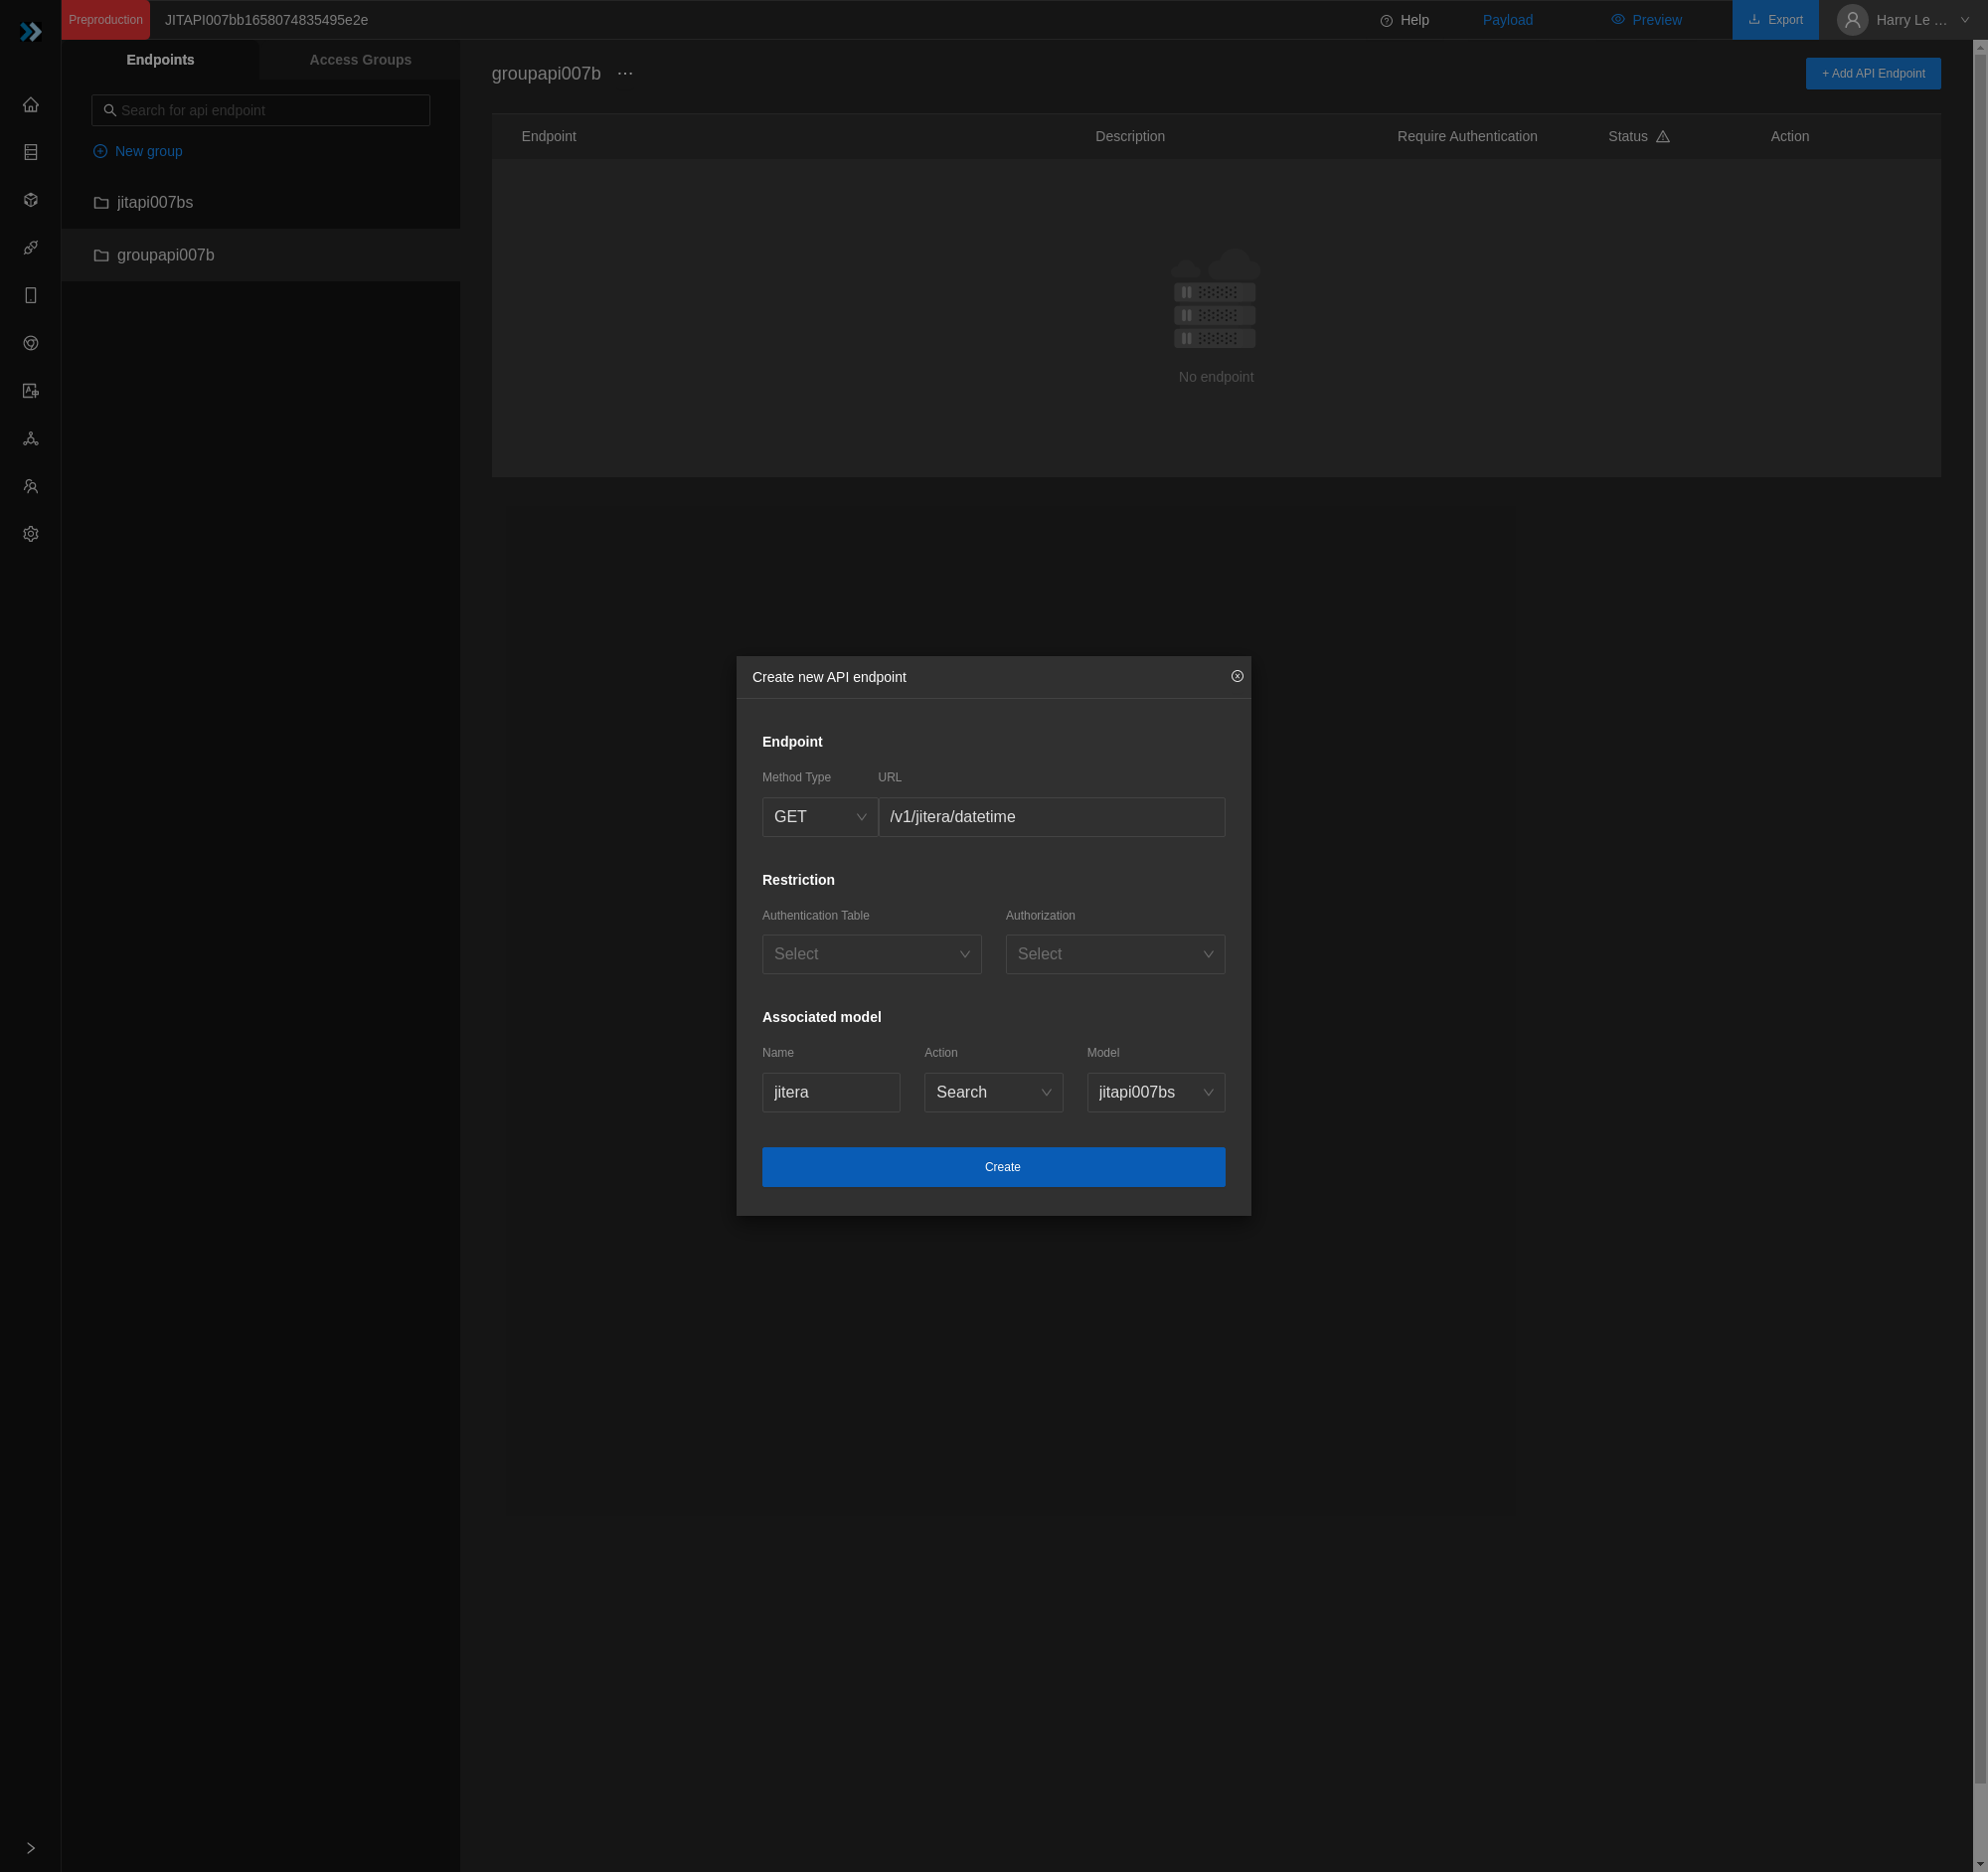 Preproduction JITAPI007bb1658074835495e2e Help Payload Preview Export Harry Le ...
Endpoints Access Groups
Search for api endpoint
New group
jitapi007bs
groupapi007b
groupapi007b ...
+ Add API Endpoint
Endpoint Description Require Authentication Status Action
No endpoint
Create new API endpoint
Endpoint
Method Type URL
GET /v1/jitera/datetime
Restriction
Authentication Table Authorization
Select Select
Associated model
Name Action Model
jitera Search jitapi007bs
Create